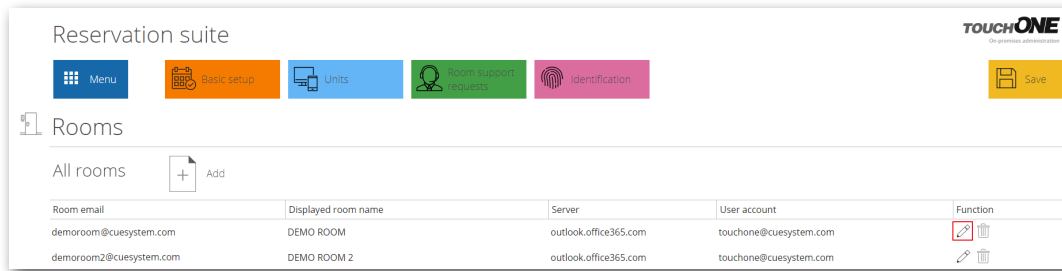 Reservation suite
TOUCHONE
On-premises administration
Menu
Basic setup
Units
Room support
requests
Identification
Save
Rooms
All rooms
Add
Room email Displayed room name Server User account Function
demoroom@cuesystem.com DEMO ROOM outlook.office365.com touchone@cuesystem.com
demoroom2@cuesystem.com DEMO ROOM 2 outlook.office365.com touchone@cuesystem.com